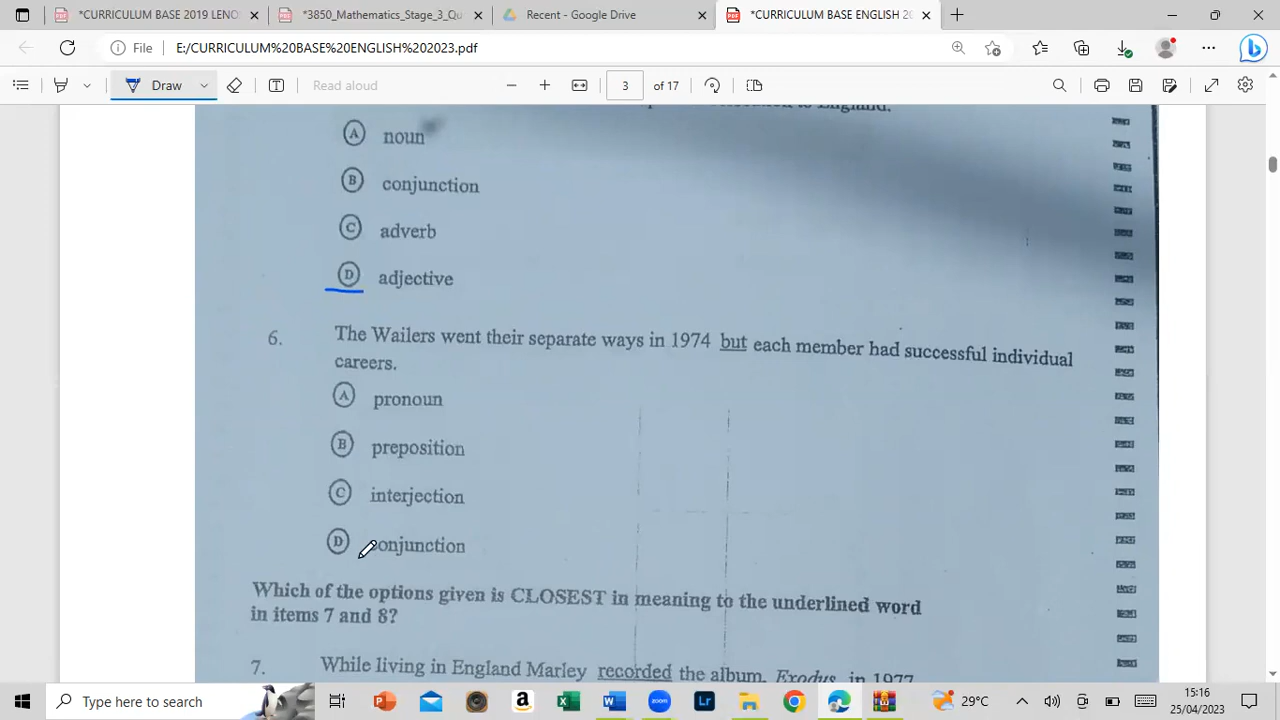 *CURRICULUM BASE 2019 LENO
*3850_Mathematics_Stage_3_Qu
Recent - Google Drive
*CURRICULUM BASE ENGLISH 20
File
E:/CURRICULUM%20BASE%20ENGLISH%202023.pdf
Draw
Read aloud
3
of 17
England.
A noun
B conjunction
C adverb
D adjective
6. The Wailers went their separate ways in 1974 but each member had successful individual
careers.
A pronoun
B preposition
C interjection
D conjunction
Which of the options given is CLOSEST in meaning to the underlined word
in items 7 and 8?
7. While living in England Marley recorded the album, Exodus, in 1977
Type here to search
zoom
Lr
29°C
15:16
25/04/2023